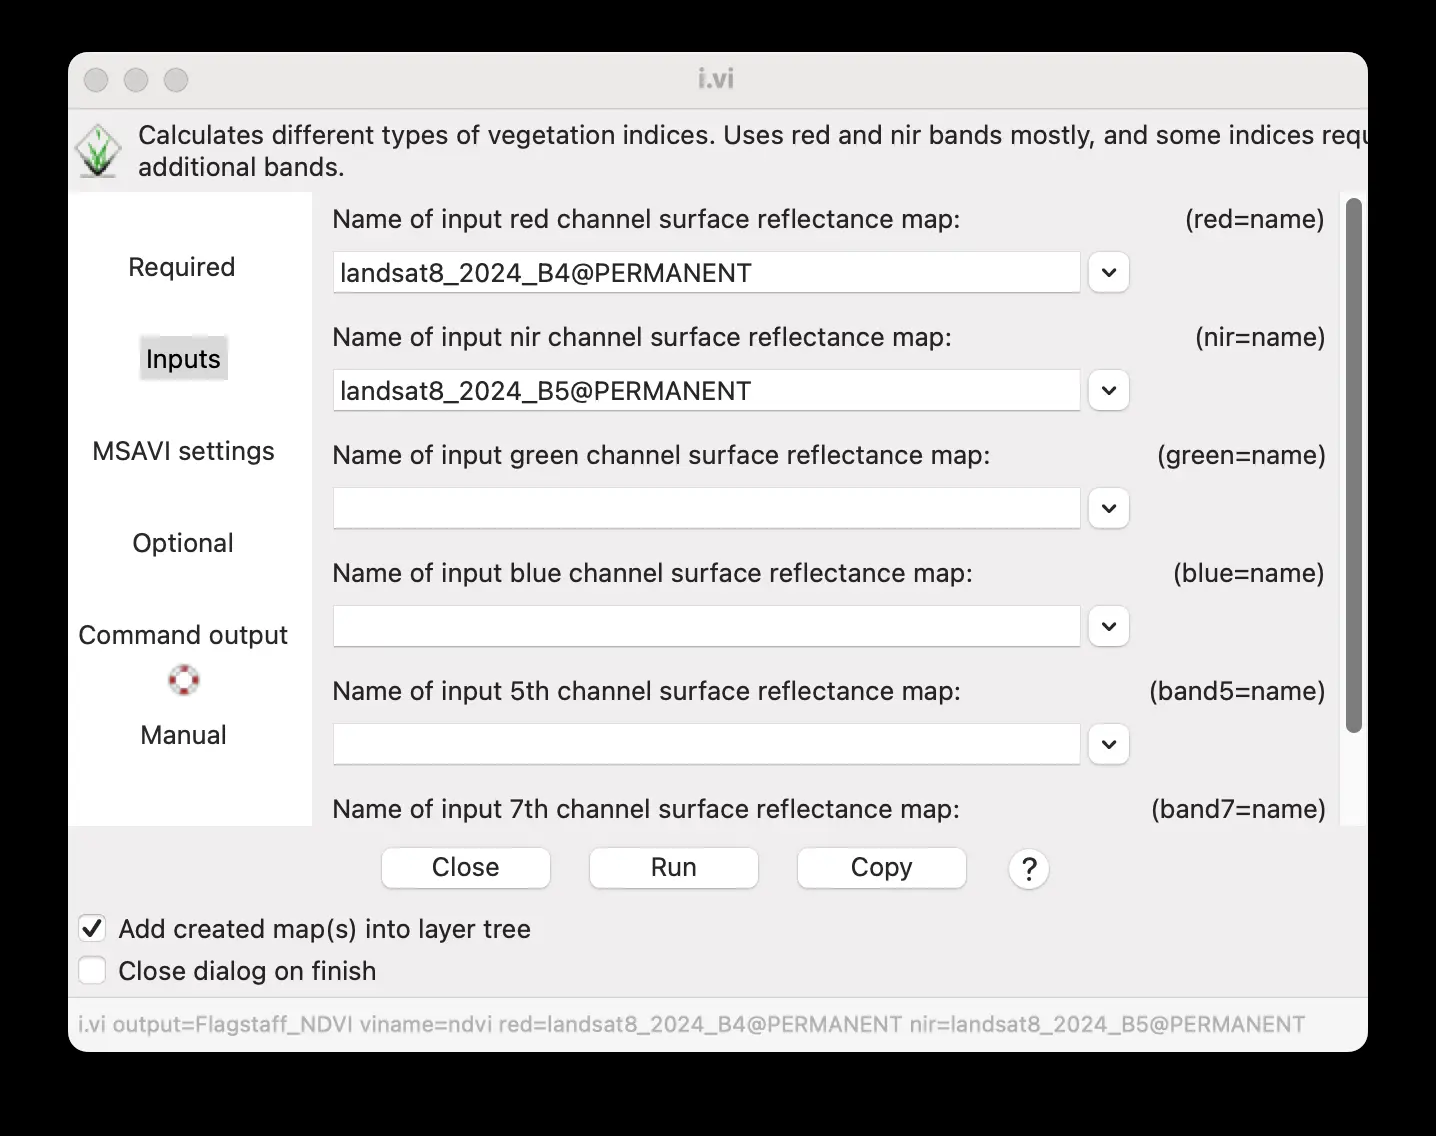 i.vi
Calculates different types of vegetation indices. Uses red and nir bands mostly, and some indices requ
additional bands.
Required
Inputs
MSAVI settings
Optional
Command output
Manual
Name of input red channel surface reflectance map: (red=name)
landsat8_2024_B4@PERMANENT
Name of input nir channel surface reflectance map: (nir=name)
landsat8_2024_B5@PERMANENT
Name of input green channel surface reflectance map: (green=name)
Name of input blue channel surface reflectance map: (blue=name)
Name of input 5th channel surface reflectance map: (band5=name)
Name of input 7th channel surface reflectance map: (band7=name)
Close Run Copy ?
Add created map(s) into layer tree
Close dialog on finish
i.vi output=Flagstaff_NDVI viname=ndvi red=landsat8_2024_B4@PERMANENT nir=landsat8_2024_B5@PERMANENT